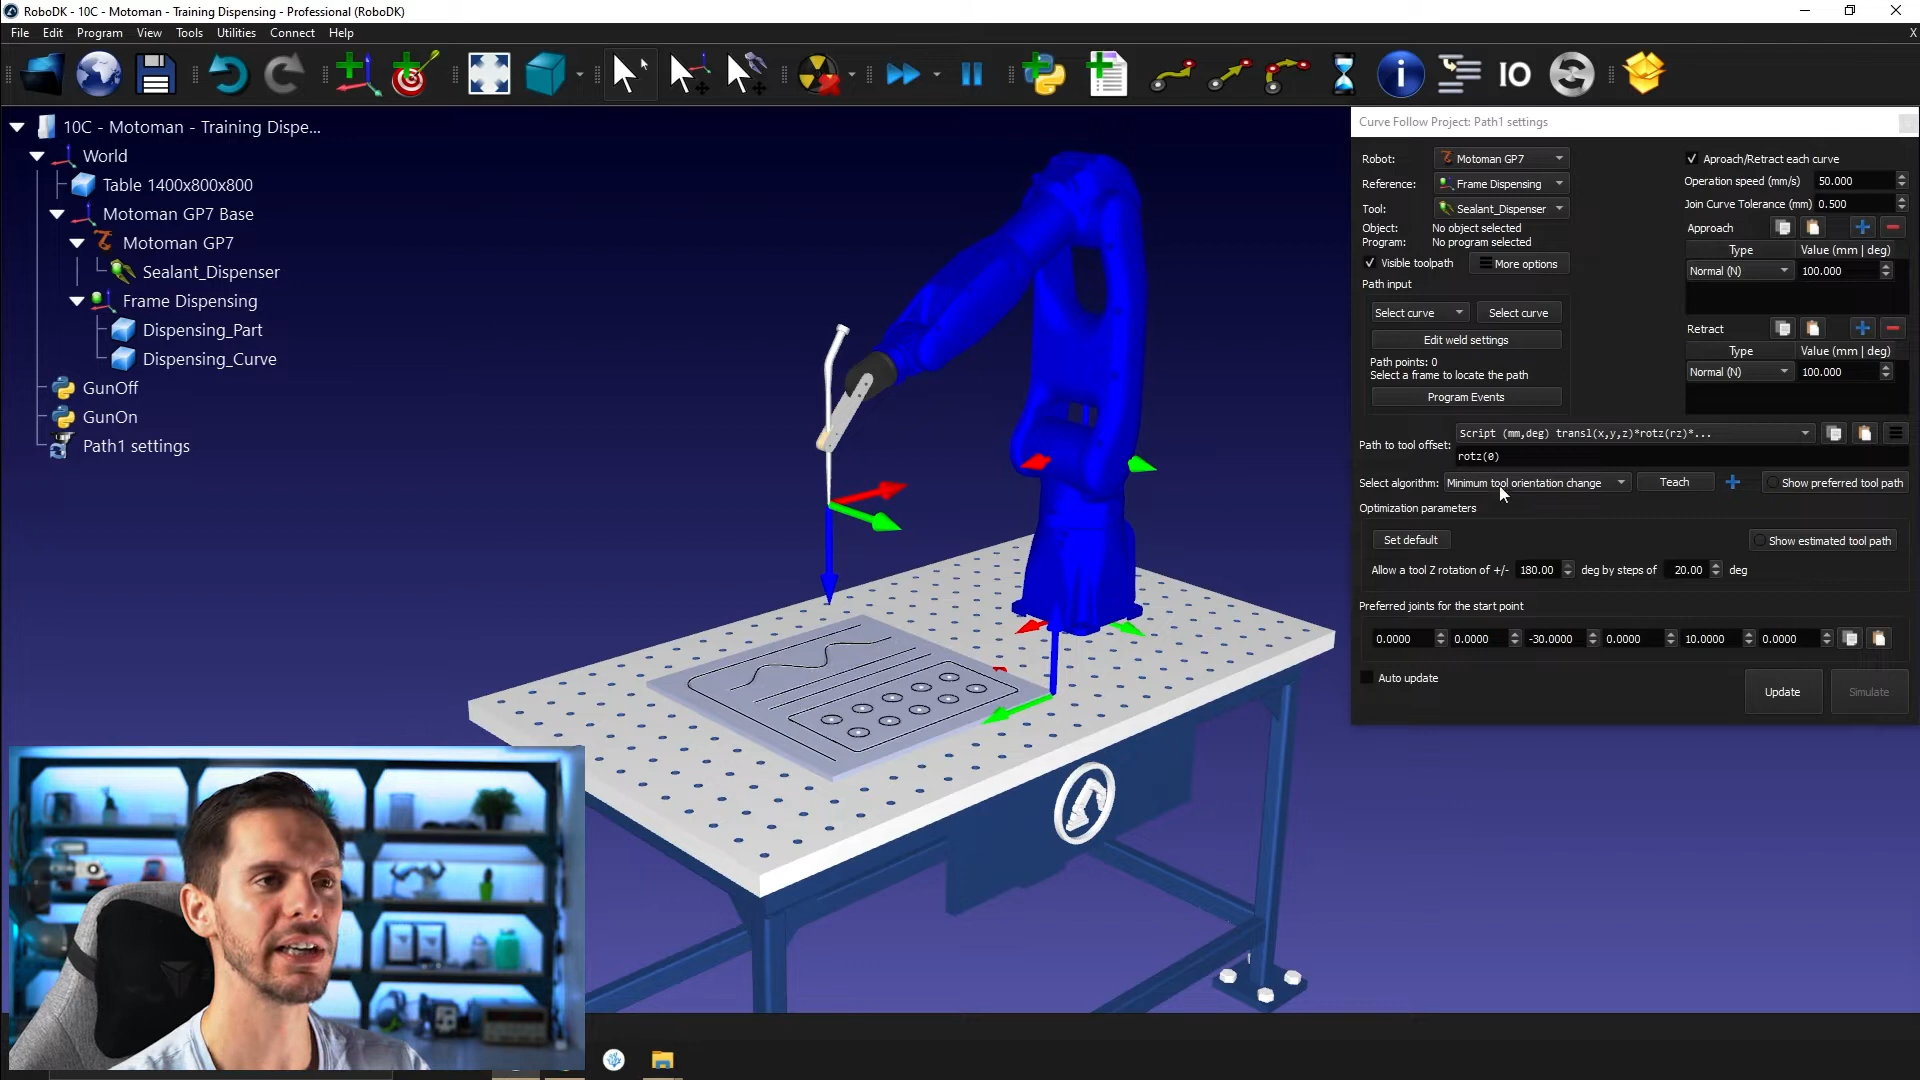 RoboDK - 10C - Motoman - Training Dispensing - Professional (RoboDK)
File Edit Program View Tools Utilities Connect Help
X
IO
10C - Motoman - Training Dispe...
World
Table 1400x800x800
Motoman GP7 Base
Motoman GP7
Sealant_Dispenser
Frame Dispensing
Dispensing_Part
Dispensing_Curve
GunOff
GunOn
Path1 settings
Curve Follow Project: Path1 settings
Robot: Motoman GP7
Reference: Frame Dispensing
Tool: Sealant_Dispenser
Object: No object selected
Program: No program selected
Visible toolpath More options
Path input
Select curve Select curve
Edit weld settings
Path points: 0
Select a frame to locate the path
Program Events
Aproach/Retract each curve
Operation speed (mm/s) 50.000
Join Curve Tolerance (mm) 0.500
Approach
Type Value (mm | deg)
Normal (N) 100.000
Retract
Type Value (mm | deg)
Normal (N) 100.000
Path to tool offset: Script (mm,deg) transl(x,y,z)*rotz(rz)*...
rotz(0)
Select algorithm: Minimum tool orientation change Teach Show preferred tool path
Optimization parameters
Set default Show estimated tool path
Allow a tool Z rotation of +/- 180.00 deg by steps of 20.00 deg
Preferred joints for the start point
0.0000 0.0000 -30.0000 0.0000 10.0000 0.0000
Auto update
Update Simulate